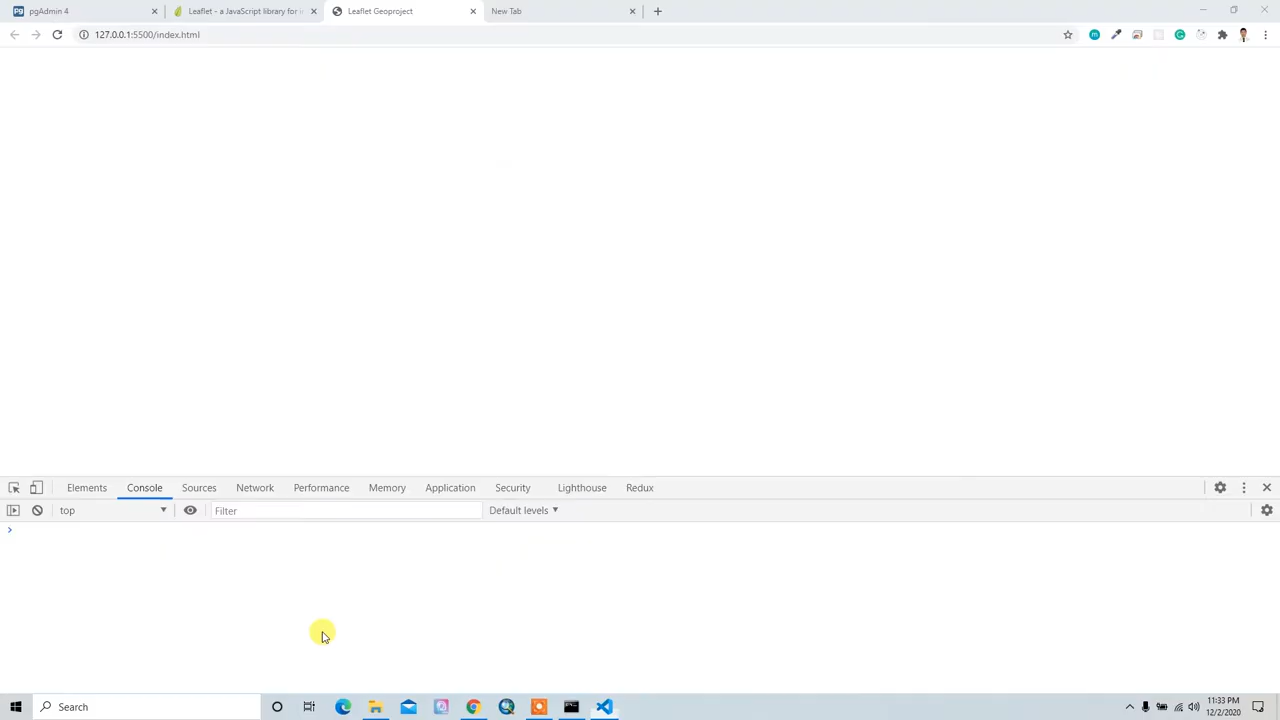 pgAdmin 4
Leaflet - a JavaScript library for i
Leaflet Geoproject
New Tab
127.0.0.1:5500/index.html
Elements Console Sources Network Performance Memory Application Security Lighthouse Redux
top Filter Default levels
Search
11:33 PM
12/2/2020